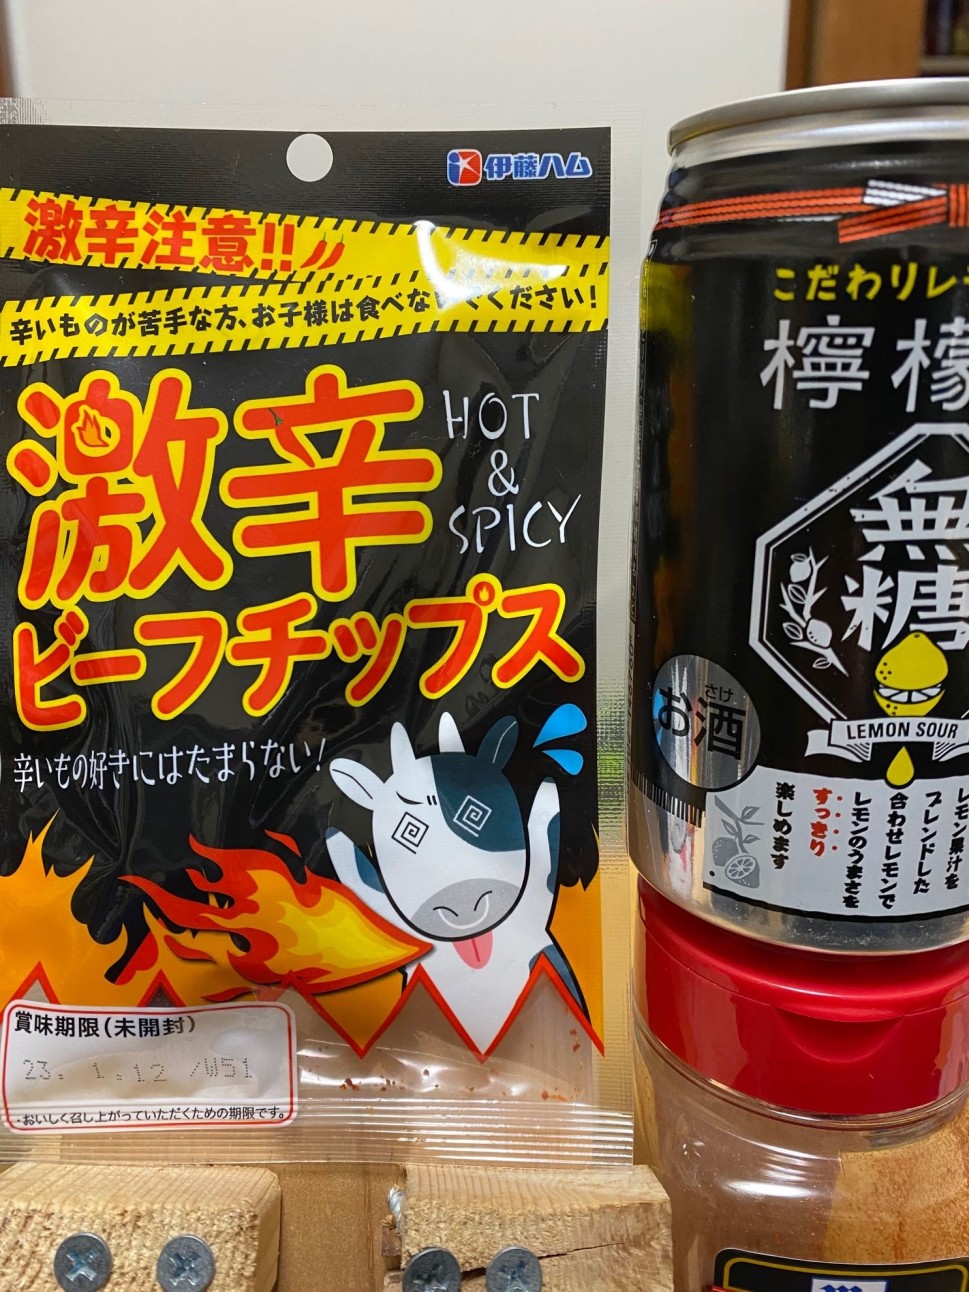 伊藤ハム
激辛注意!!
辛いものが苦手な方、お子様は食べな ください!
激辛
HOT
&
SPICY
ビーフチップス
辛いもの好きにはたまらない!
賞味期限(未開封)
23. 1.12 /W51
・おいしく召し上がっていただくための期限です。
こだわりレ
檸檬
無
糖
LEMON SOUR
さけ
お酒
レモン果汁を
ブレンドした
合わせレモンで
レモンのうまさを
すっきり
楽しめます